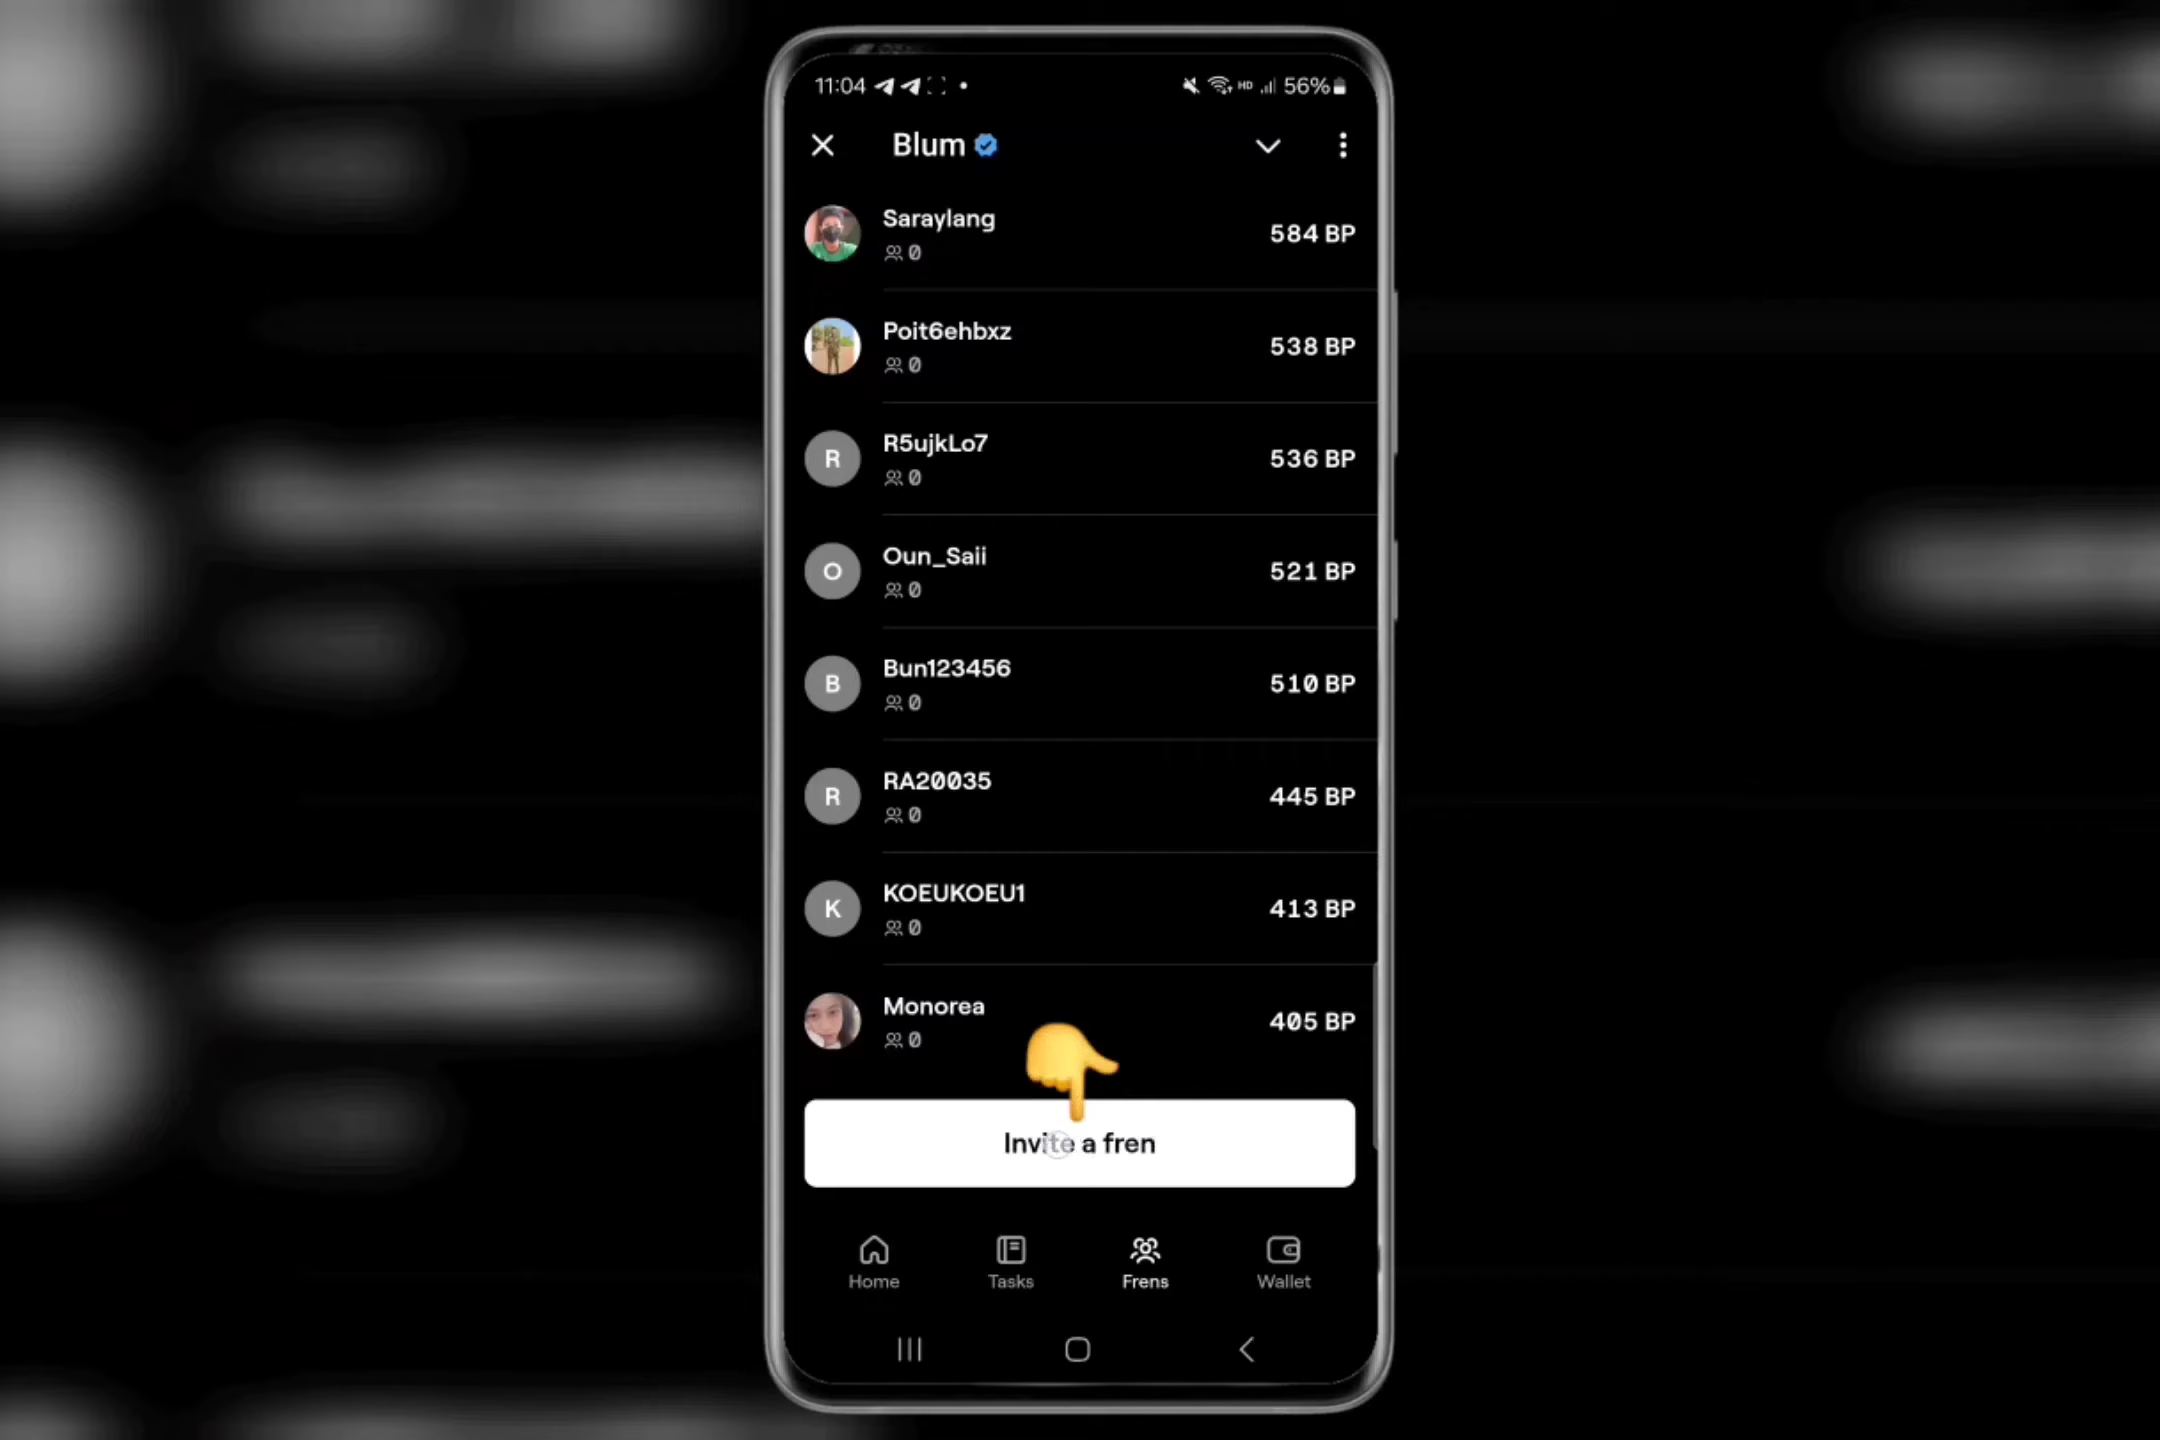 11:04 HD 56%
Blum
Saraylang
0
584 BP
Poit6ehbxz
0
538 BP
R
R5ujkLo7
0
536 BP
O
Oun_Saii
0
521 BP
B
Bun123456
0
510 BP
R
RA20035
0
445 BP
K
KOEUKOEU1
0
413 BP
Monorea
0
405 BP
Invite a fren
Home Tasks Frens Wallet